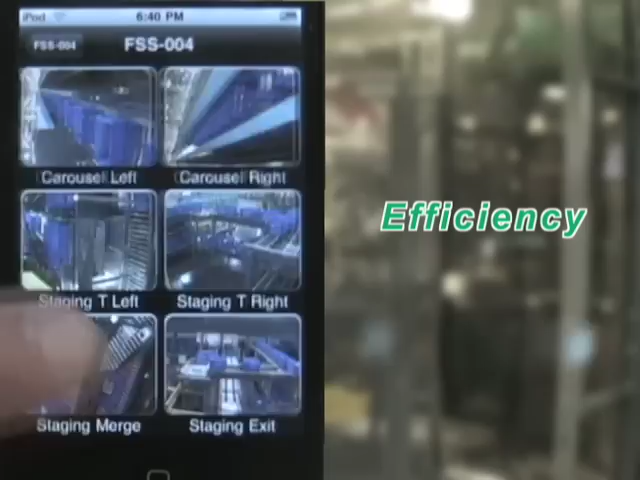 iPod 6:40 PM
FSS-004 FSS-004
Carousel Left Carousel Right
Staging T Left Staging T Right
Staging Merge Staging Exit
Efficiency